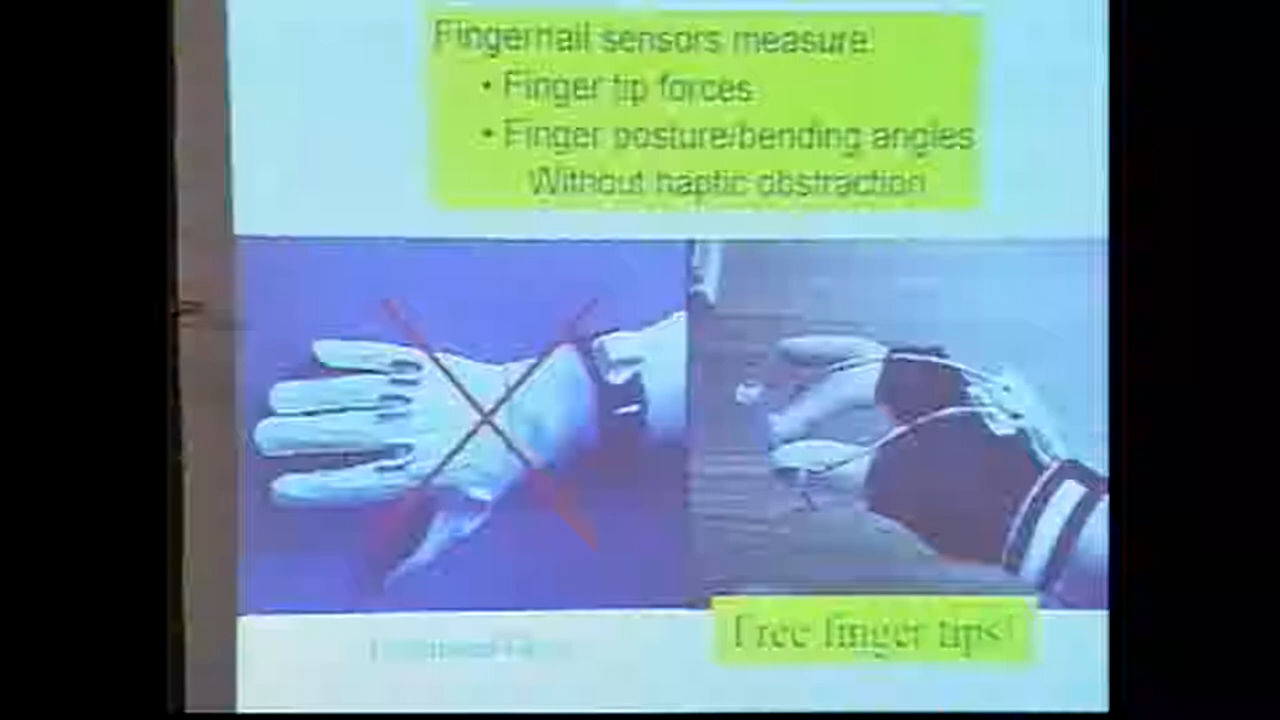 Fingernail sensors measure:
• Finger tip forces
• Finger posture/bending angles
Without haptic obstraction
Free finger tips!